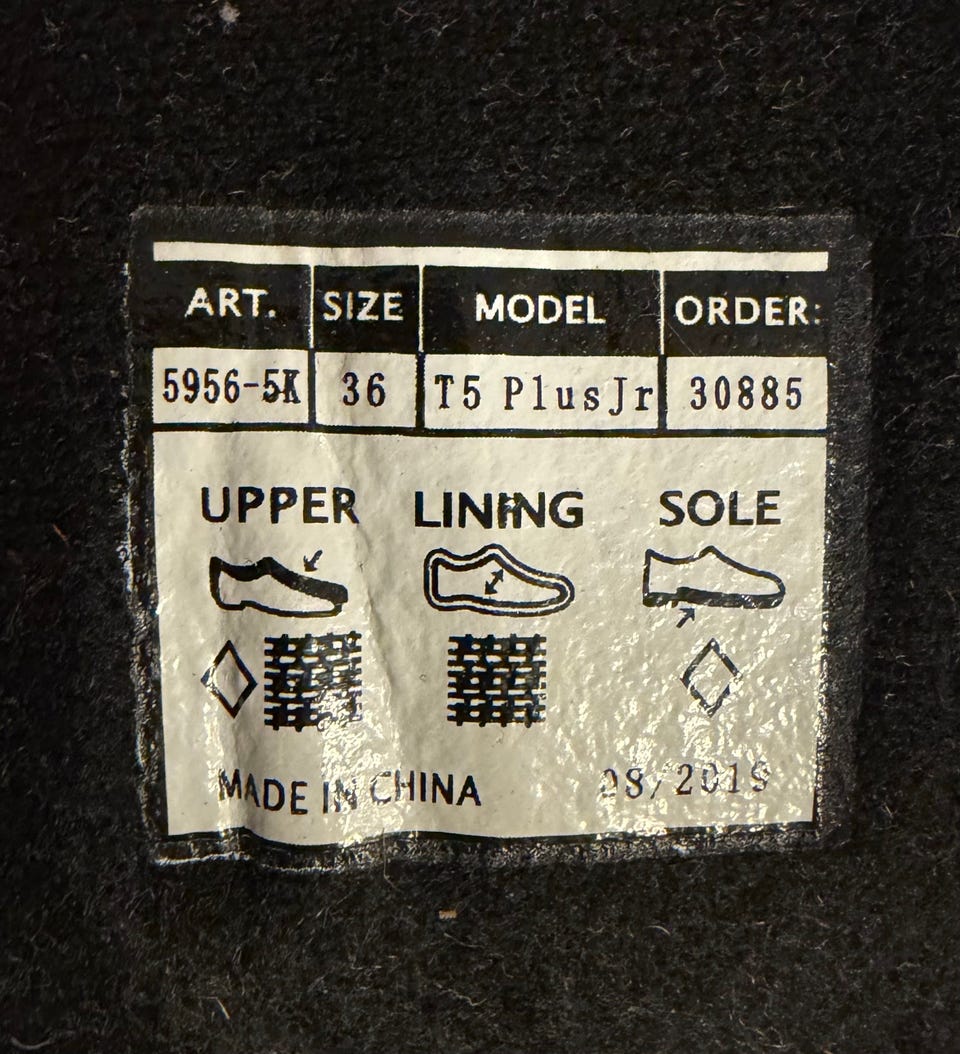 ART. SIZE MODEL ORDER:
5956-5K 36 T5 PlusJr 30885
UPPER LINING SOLE
MADE IN CHINA 08/2019